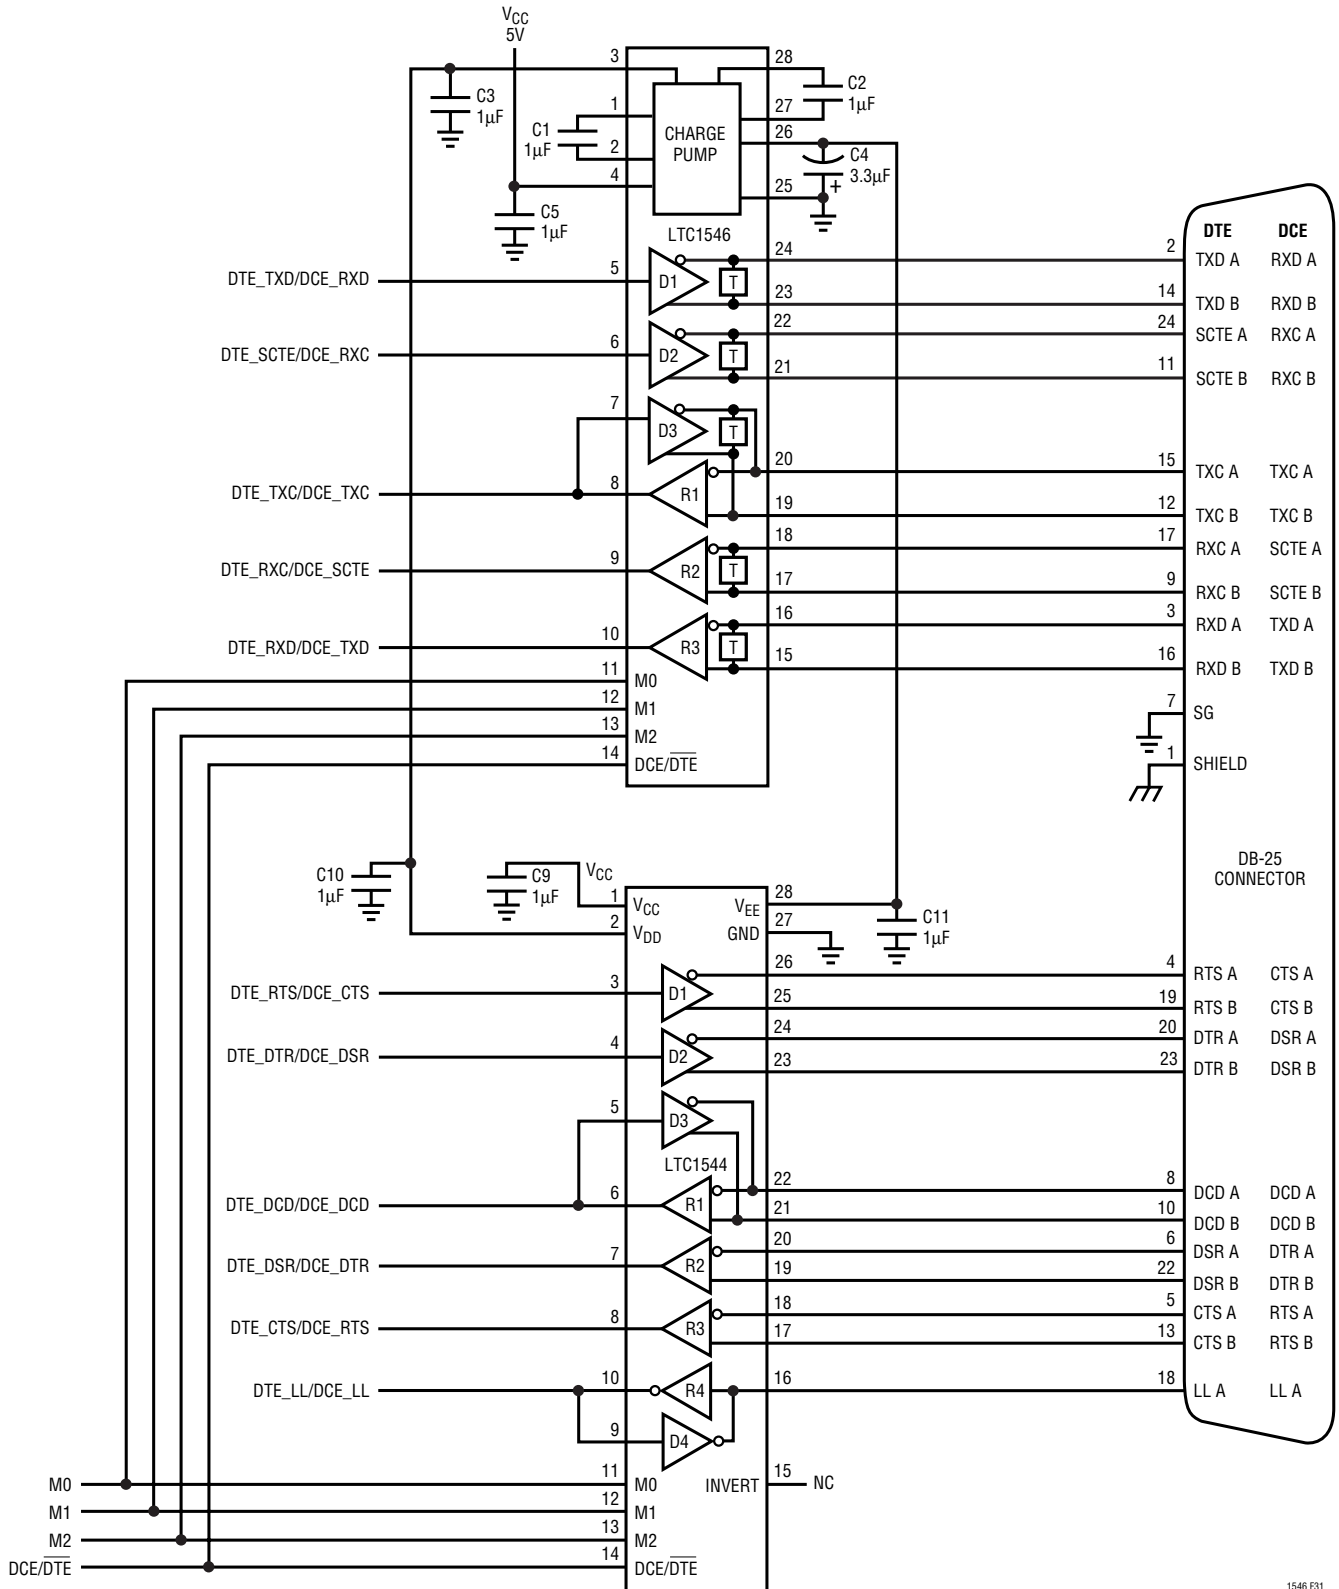 VCC
5V
3
28
C3
1µF
C2
1µF
1
27
C1
1µF
CHARGE
PUMP
26
2
C4
3.3µF
+
4
25
C5
1µF
LTC1546
DTE DCE
DTE_TXD/DCE_RXD 5 D1 T 24 2 TXD A RXD A
23 14 TXD B RXD B
DTE_SCTE/DCE_RXC 6 D2 T 22 24 SCTE A RXC A
21 11 SCTE B RXC B
7 D3 T
DTE_TXC/DCE_TXC 8 R1 20 15 TXC A TXC A
19 12 TXC B TXC B
DTE_RXC/DCE_SCTE 9 R2 T 18 17 RXC A SCTE A
17 9 RXC B SCTE B
DTE_RXD/DCE_TXD 10 R3 T 16 3 RXD A TXD A
15 16 RXD B TXD B
11 M0
12 M1
13 M2
14 DCE/DTE
7 SG
1 SHIELD
DB-25
CONNECTOR
C10
1µF
C9
1µF
VCC
1 VCC VEE 28
2 VDD GND 27
C11
1µF
DTE_RTS/DCE_CTS 3 D1 26 4 RTS A CTS A
25 19 RTS B CTS B
DTE_DTR/DCE_DSR 4 D2 24 20 DTR A DSR A
23 23 DTR B DSR B
5 D3
LTC1544
DTE_DCD/DCE_DCD 6 R1 22 8 DCD A DCD A
21 10 DCD B DCD B
DTE_DSR/DCE_DTR 7 R2 20 6 DSR A DTR A
19 22 DSR B DTR B
DTE_CTS/DCE_RTS 8 R3 18 5 CTS A RTS A
17 13 CTS B RTS B
DTE_LL/DCE_LL 10 R4 16 18 LL A LL A
9 D4
M0 11 M0 INVERT 15 NC
M1 12 M1
M2 13 M2
DCE/DTE 14 DCE/DTE
1546 F31